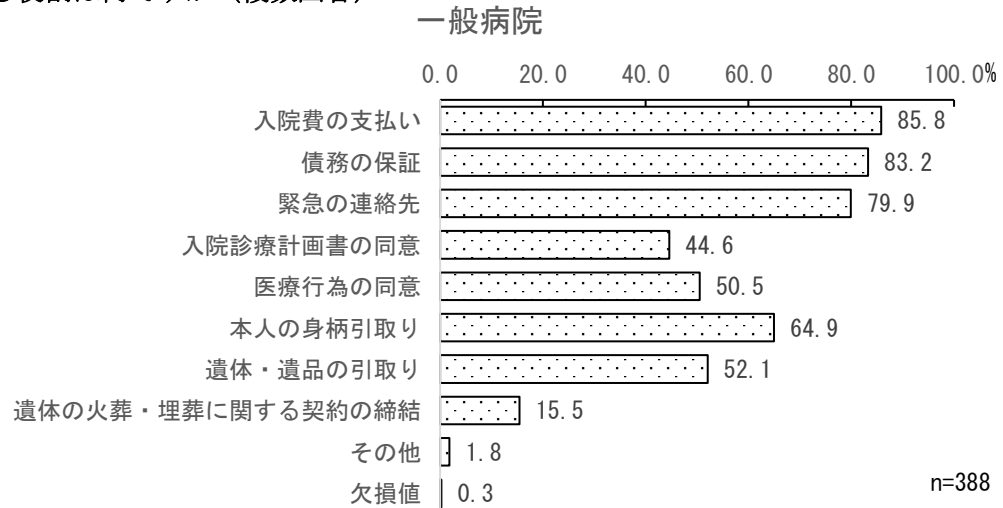 一般病院
0.0 20.0 40.0 60.0 80.0 100.0%
入院費の支払い 85.8
債務の保証 83.2
緊急の連絡先 79.9
入院診療計画書の同意 44.6
医療行為の同意 50.5
本人の身柄引取り 64.9
遺体・遺品の引取り 52.1
遺体の火葬・埋葬に関する契約の締結 15.5
その他 1.8
欠損値 0.3
n=388